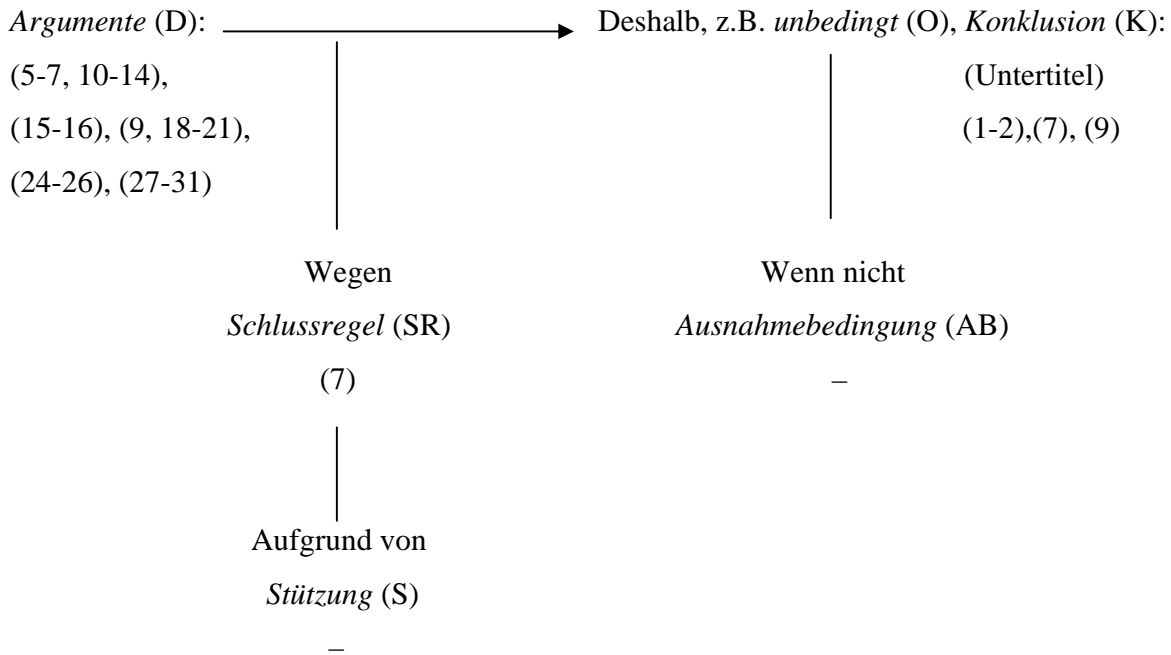 Argumente (D): Deshalb, z.B. unbedingt (O), Konklusion (K):
(5-7, 10-14), (Untertitel)
(15-16), (9, 18-21), (1-2),(7), (9)
(24-26), (27-31)
Wegen Wenn nicht
Schlussregel (SR) Ausnahmebedingung (AB)
(7) –
Aufgrund von
Stützung (S)
–